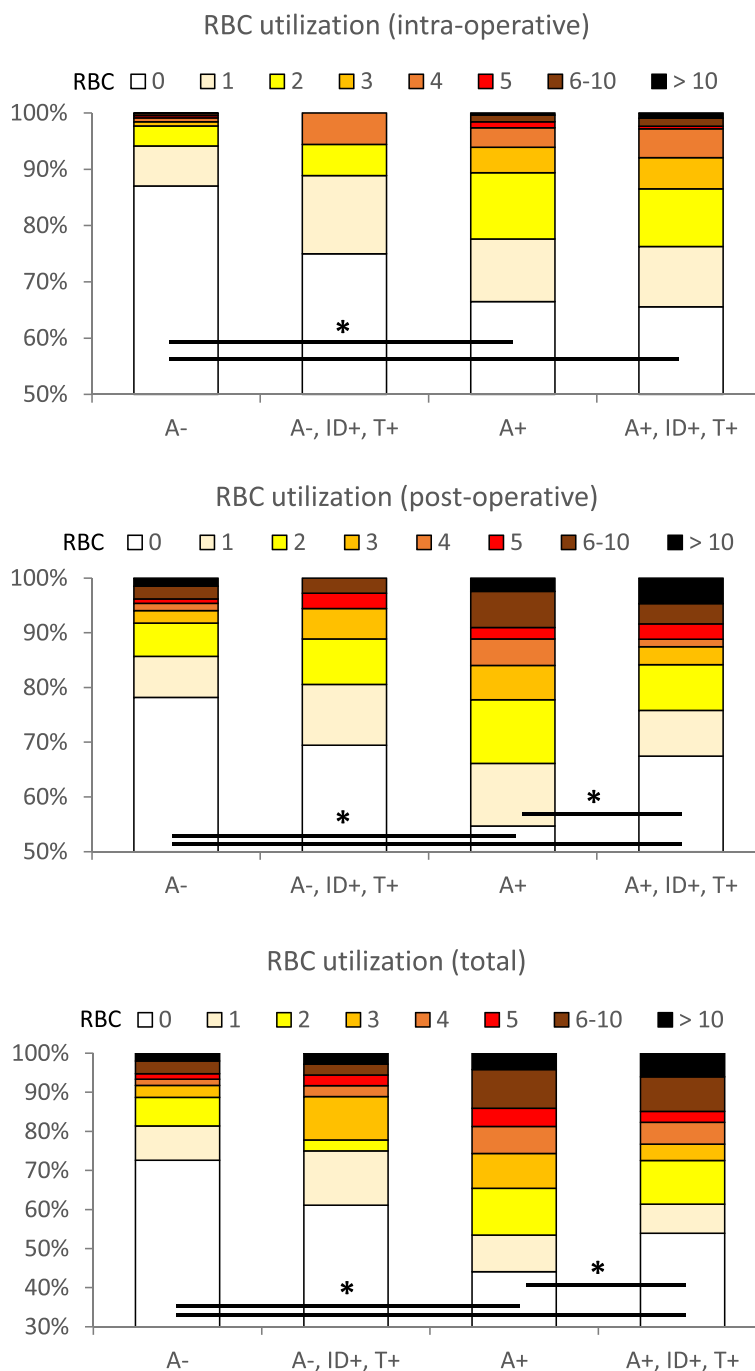 RBC utilization (intra-operative)
RBC 0 1 2 3 4 5 6-10 > 10
100%
90%
80%
70%
60%
50%
*
A- A-, ID+, T+ A+ A+, ID+, T+
RBC utilization (post-operative)
RBC 0 1 2 3 4 5 6-10 > 10
100%
90%
80%
70%
60%
50%
*
*
A- A-, ID+, T+ A+ A+, ID+, T+
RBC utilization (total)
RBC 0 1 2 3 4 5 6-10 > 10
100%
90%
80%
70%
60%
50%
40%
30%
*
*
A- A-, ID+, T+ A+ A+, ID+, T+